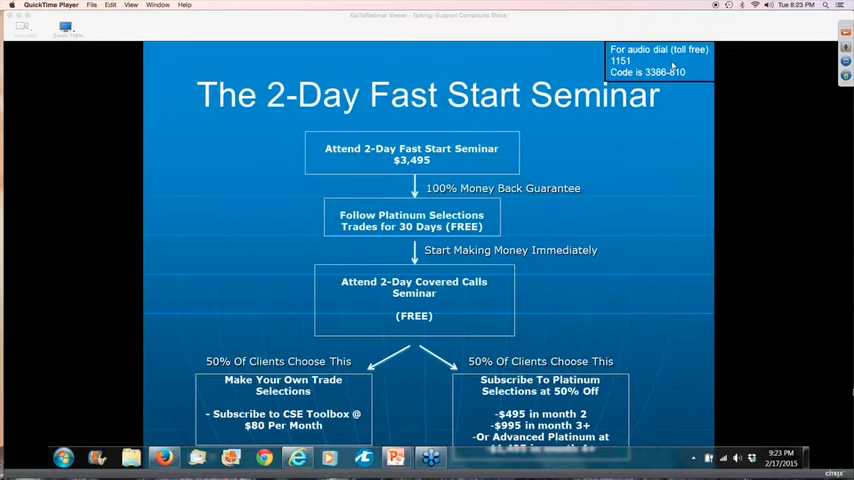 QuickTime Player File Edit View Window Help
Tue 8:23 PM
GoToWebinar Viewer - Talking: Support Compound Stock
For audio dial (toll free)
1151
Code is 3386-810
The 2-Day Fast Start Seminar
Attend 2-Day Fast Start Seminar
$3,495
100% Money Back Guarantee
Follow Platinum Selections
Trades for 30 Days (FREE)
Start Making Money Immediately
Attend 2-Day Covered Calls
Seminar
(FREE)
50% Of Clients Choose This
50% Of Clients Choose This
Make Your Own Trade
Selections
- Subscribe to CSE Toolbox @
$80 Per Month
Subscribe To Platinum
Selections at 50% Off
-$495 in month 2
-$995 in month 3+
-Or Advanced Platinum at
9:23 PM
2/17/2015